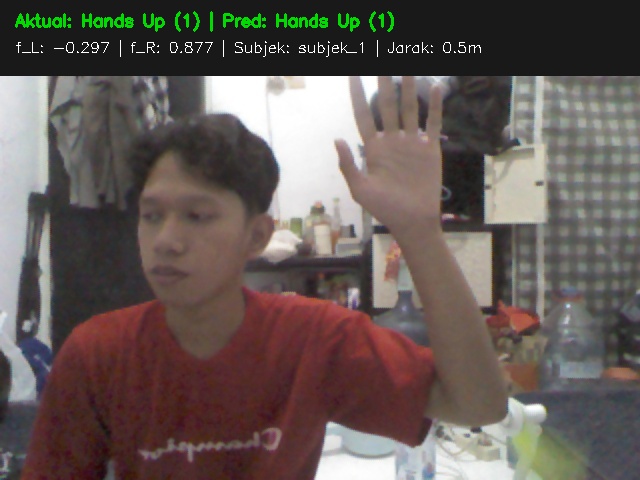 Aktual: Hands Up (1) | Pred: Hands Up (1)
f_L: -0.297 | f_R: 0.877 | Subjek: subjek_1 | Jarak: 0.5m
Champion